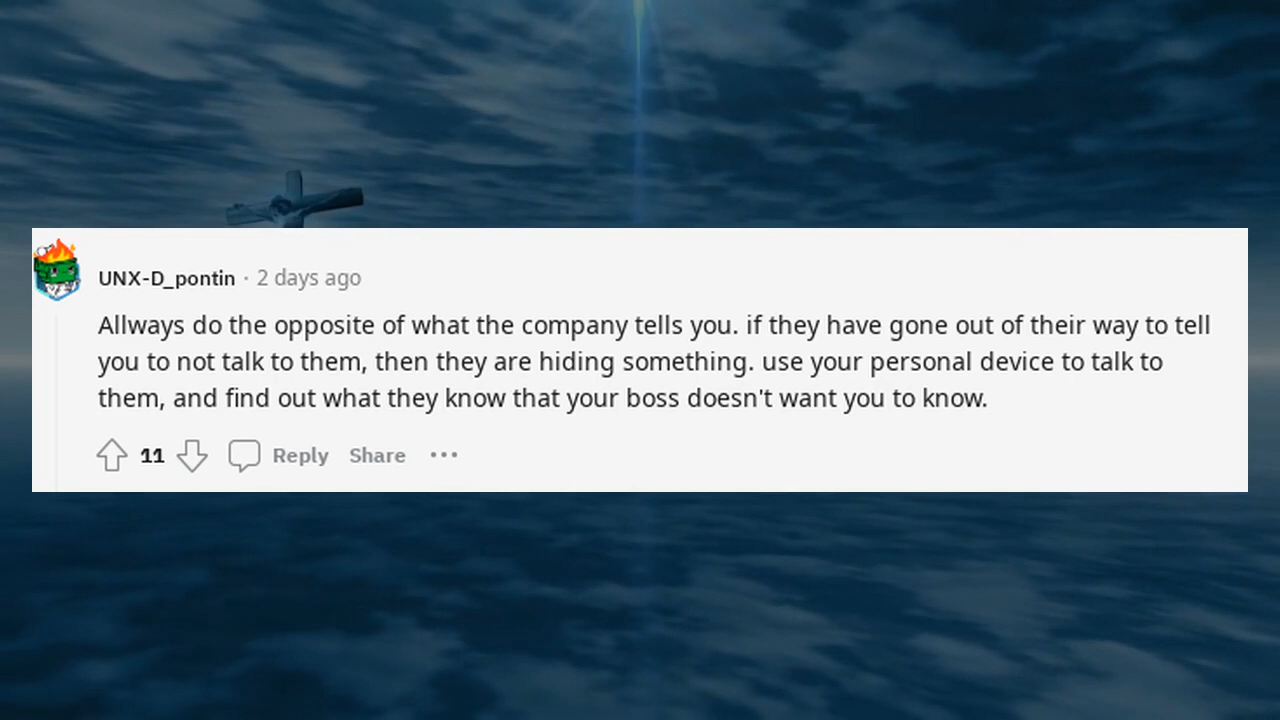 UNX-D_pontin · 2 days ago
Allways do the opposite of what the company tells you. if they have gone out of their way to tell
you to not talk to them, then they are hiding something. use your personal device to talk to
them, and find out what they know that your boss doesn't want you to know.
11 Reply Share